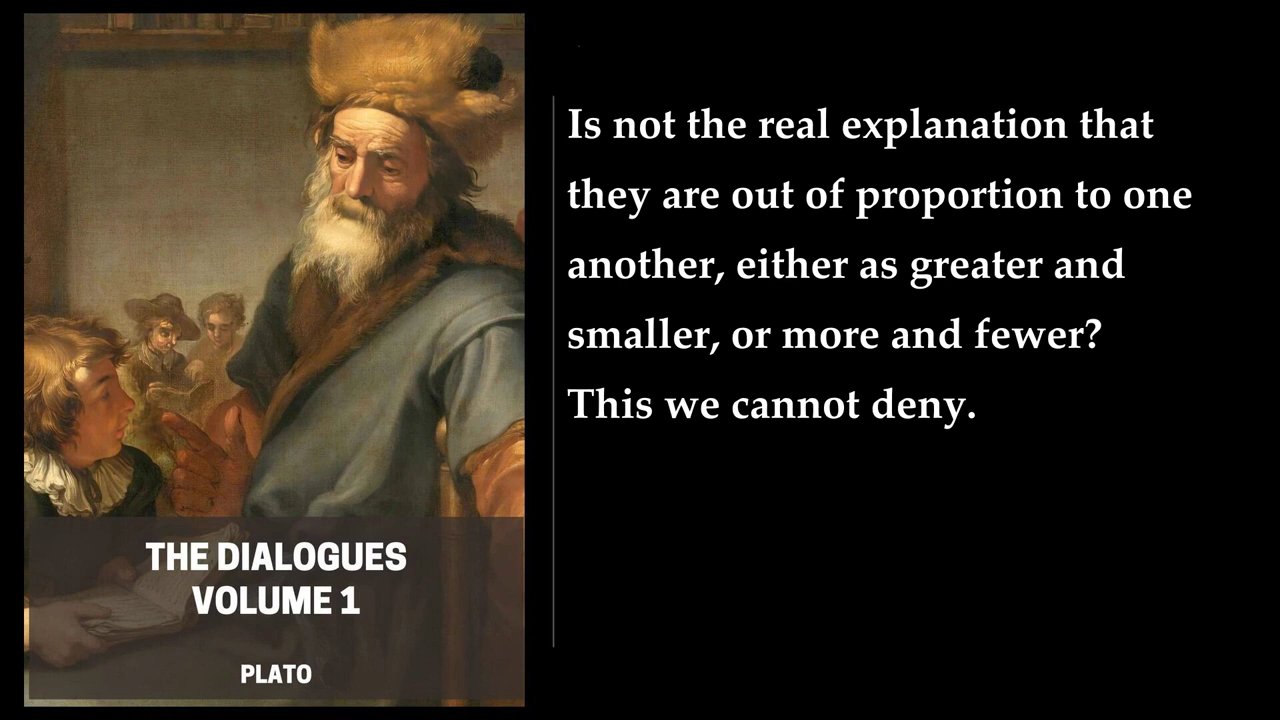 THE DIALOGUES
VOLUME 1
PLATO
Is not the real explanation that
they are out of proportion to one
another, either as greater and
smaller, or more and fewer?
This we cannot deny.